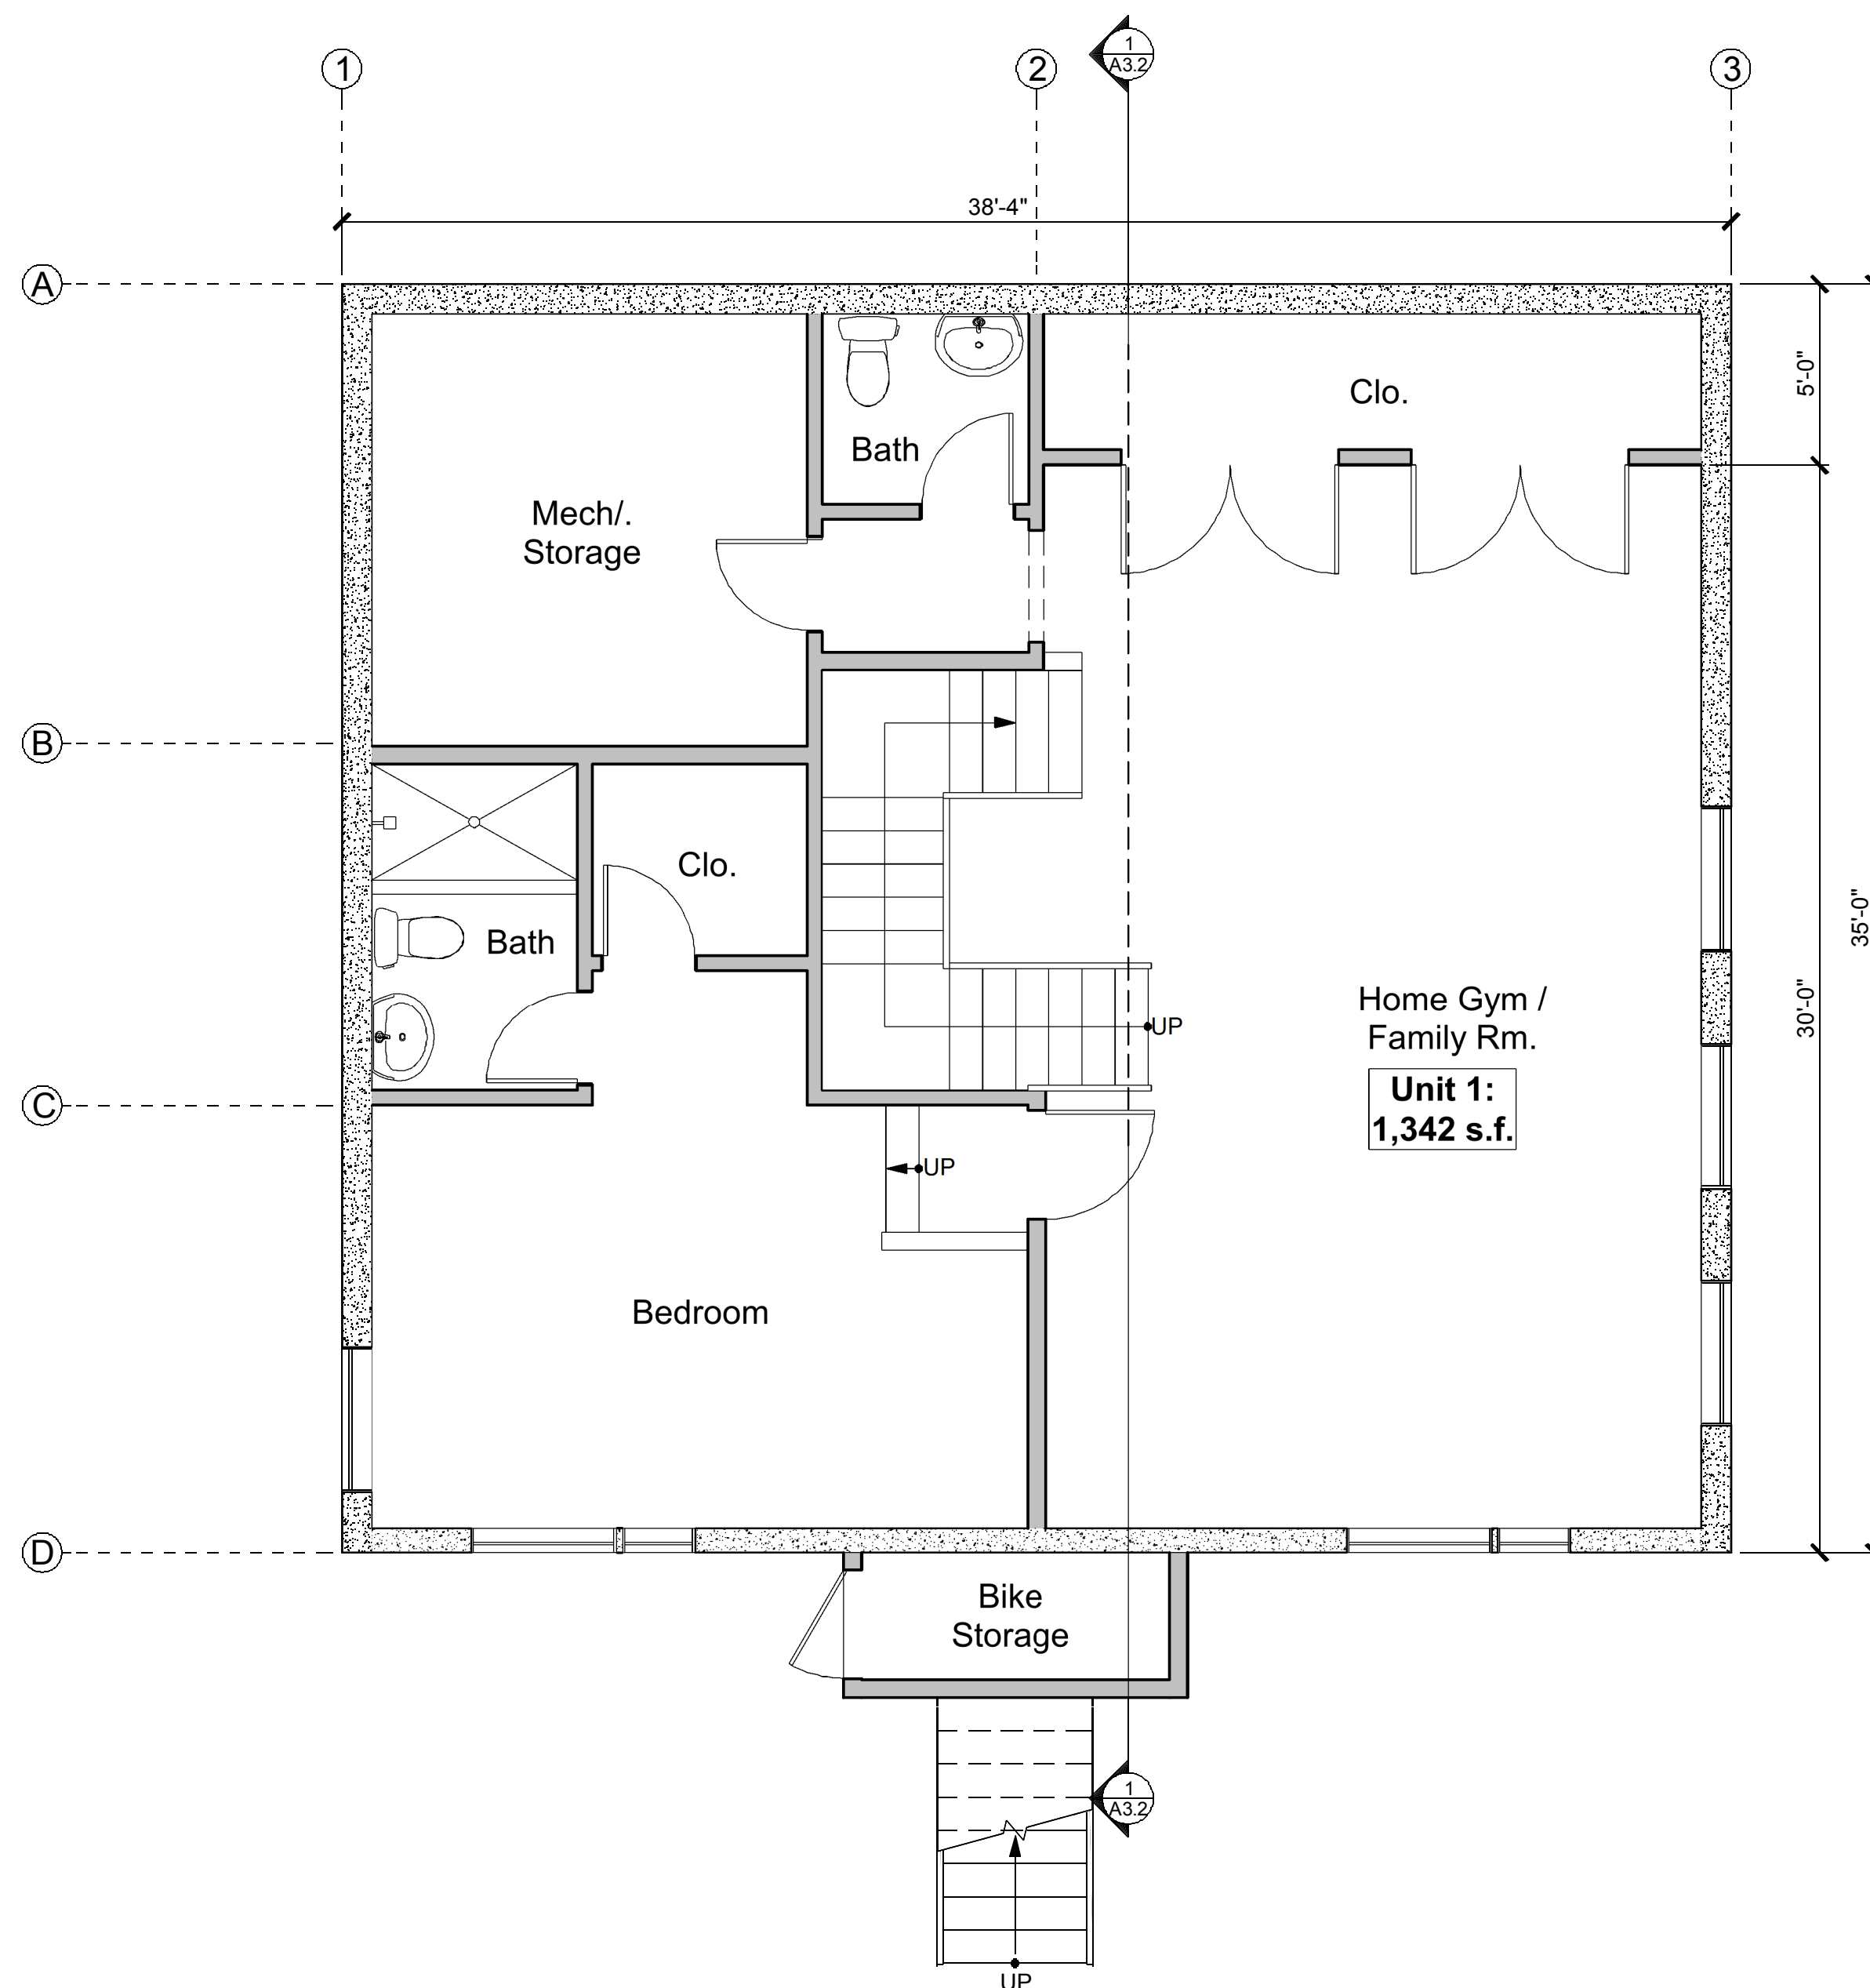 1
2
3
1
A3.2
38'-4"
A
B
C
D
5'-0"
30'-0"
35'-0"
Clo.
Bath
Mech/.
Storage
Clo.
Bath
UP
Home Gym /
Family Rm.
Unit 1:
1,342 s.f.
UP
Bedroom
Bike
Storage
1
A3.2
UP